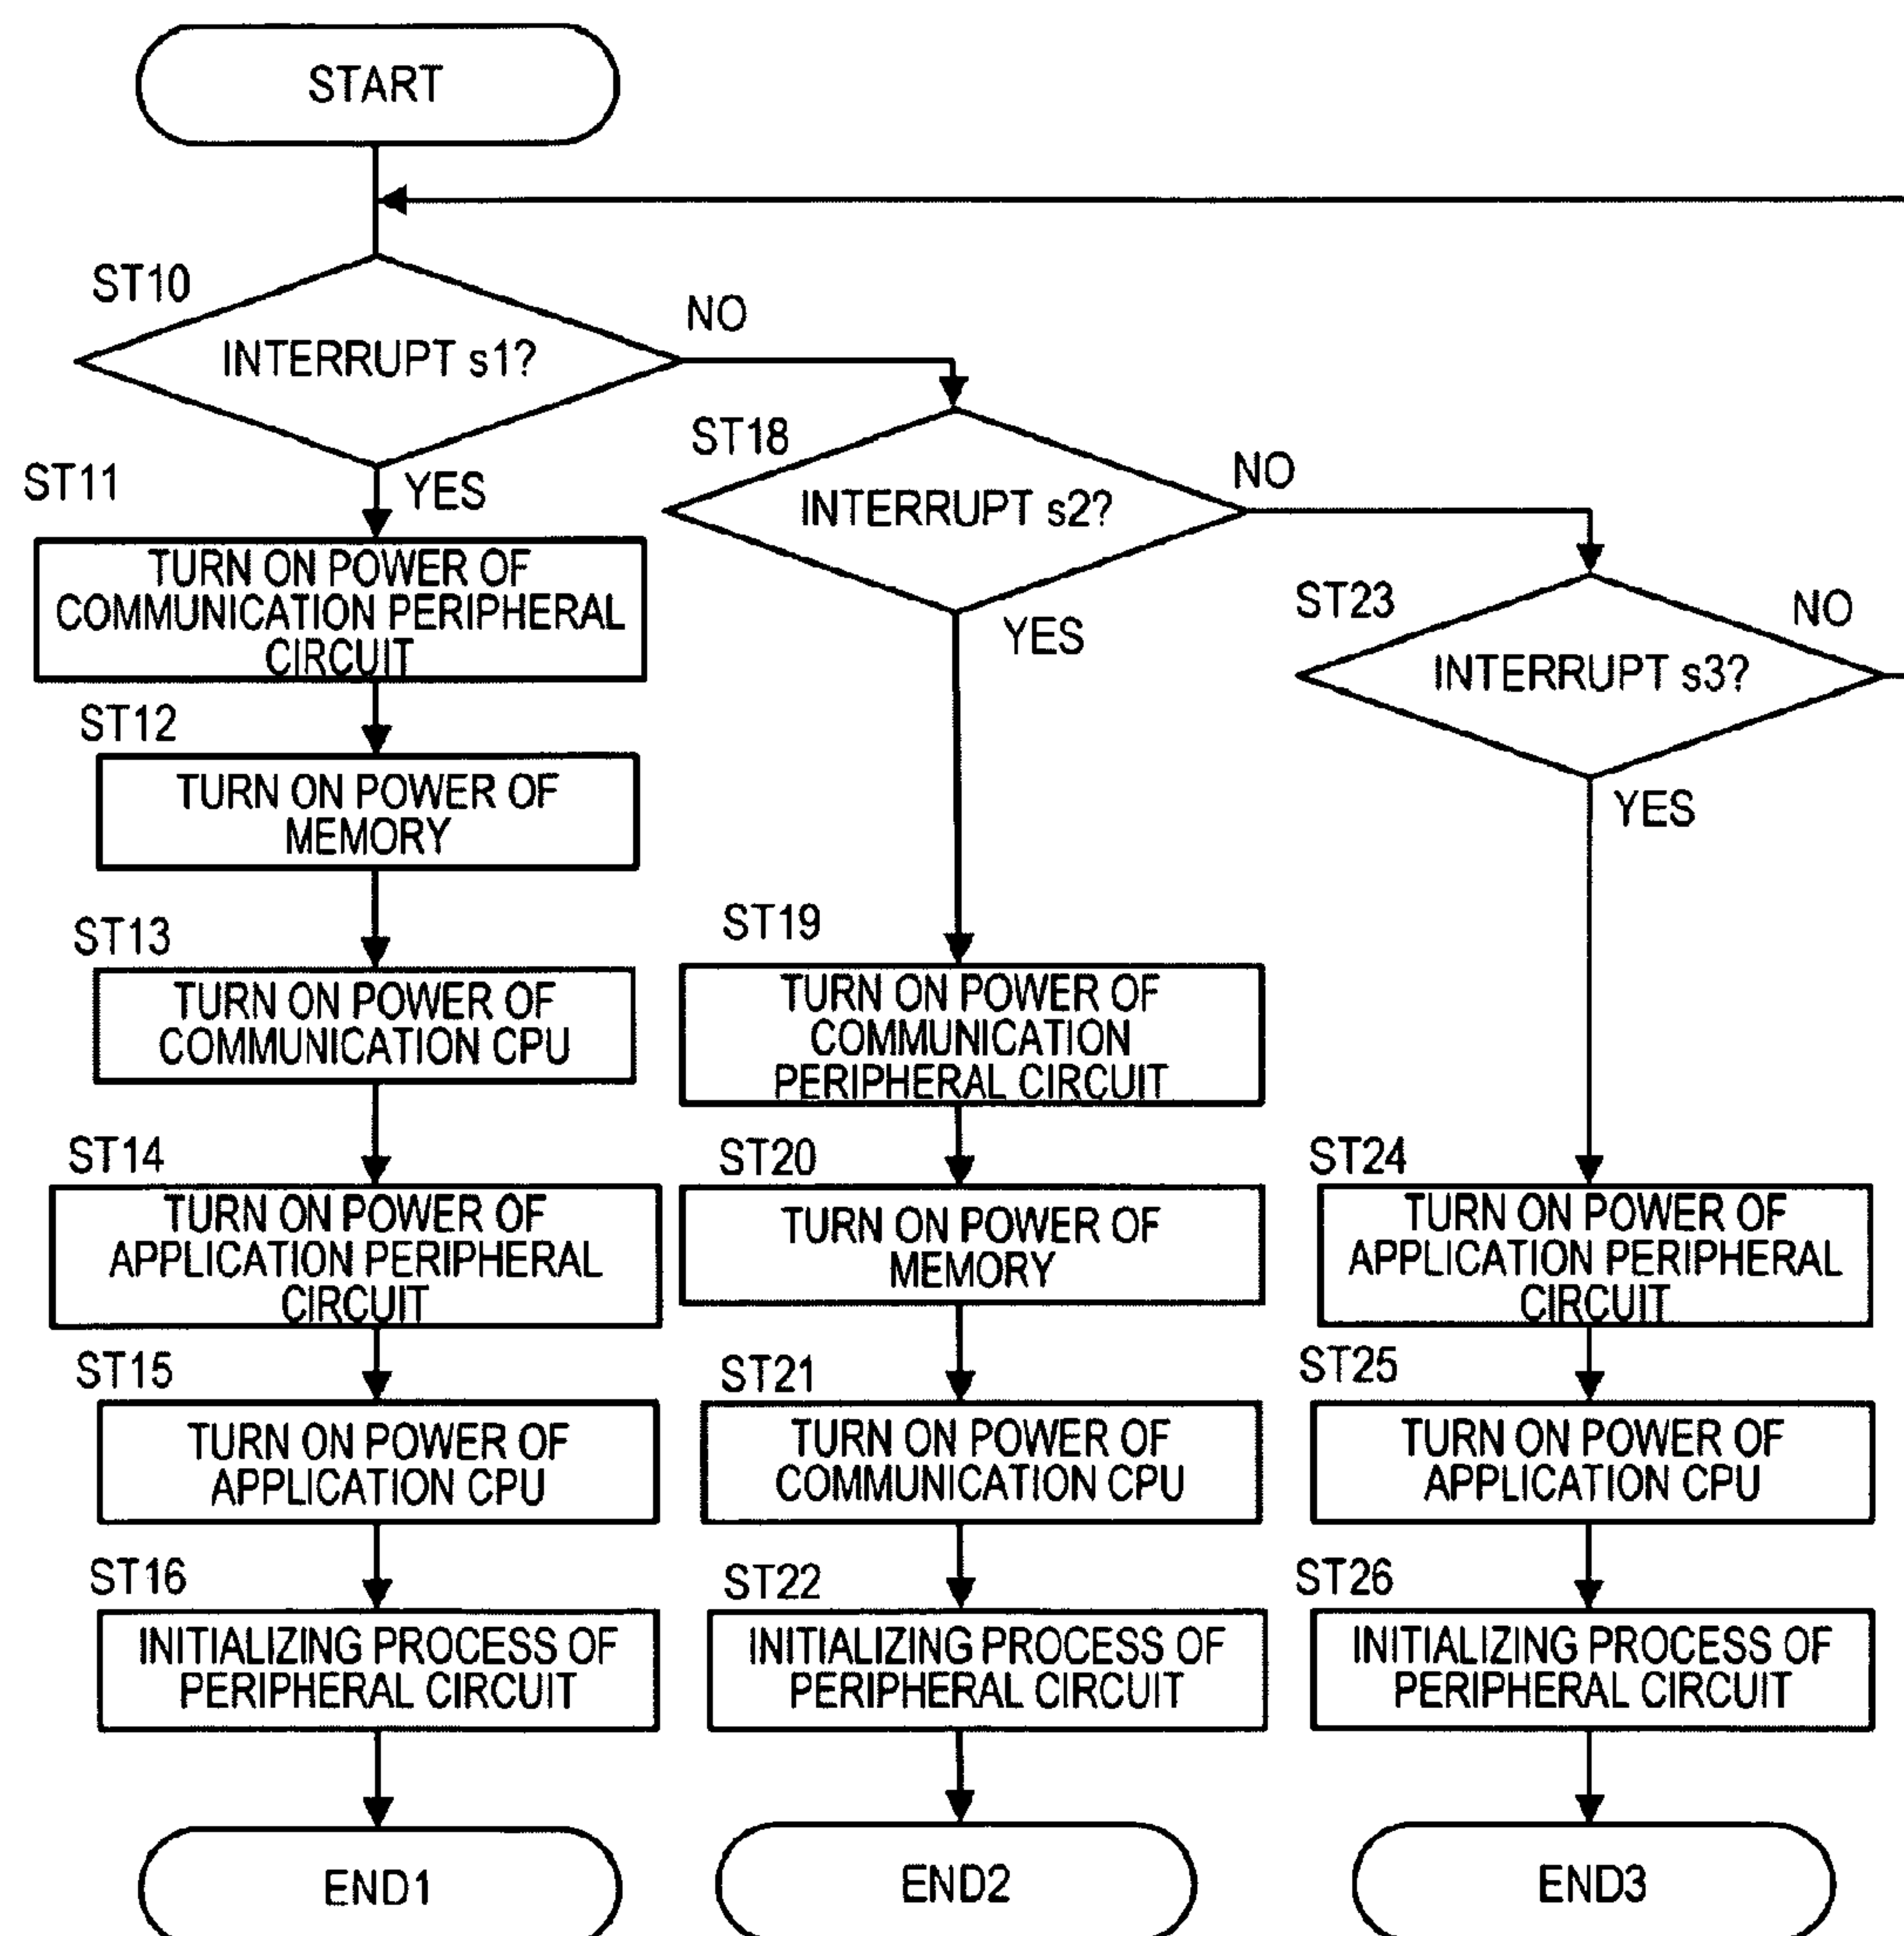 START
ST10
INTERRUPT s1?
NO
YES
ST11
TURN ON POWER OF
COMMUNICATION PERIPHERAL
CIRCUIT
ST12
TURN ON POWER OF
MEMORY
ST13
TURN ON POWER OF
COMMUNICATION CPU
ST14
TURN ON POWER OF
APPLICATION PERIPHERAL
CIRCUIT
ST15
TURN ON POWER OF
APPLICATION CPU
ST16
INITIALIZING PROCESS OF
PERIPHERAL CIRCUIT
END1
ST18
INTERRUPT s2?
NO
YES
ST19
TURN ON POWER OF
COMMUNICATION
PERIPHERAL CIRCUIT
ST20
TURN ON POWER OF
MEMORY
ST21
TURN ON POWER OF
COMMUNICATION CPU
ST22
INITIALIZING PROCESS OF
PERIPHERAL CIRCUIT
END2
ST23
INTERRUPT s3?
NO
YES
ST24
TURN ON POWER OF
APPLICATION PERIPHERAL
CIRCUIT
ST25
TURN ON POWER OF
APPLICATION CPU
ST26
INITIALIZING PROCESS OF
PERIPHERAL CIRCUIT
END3